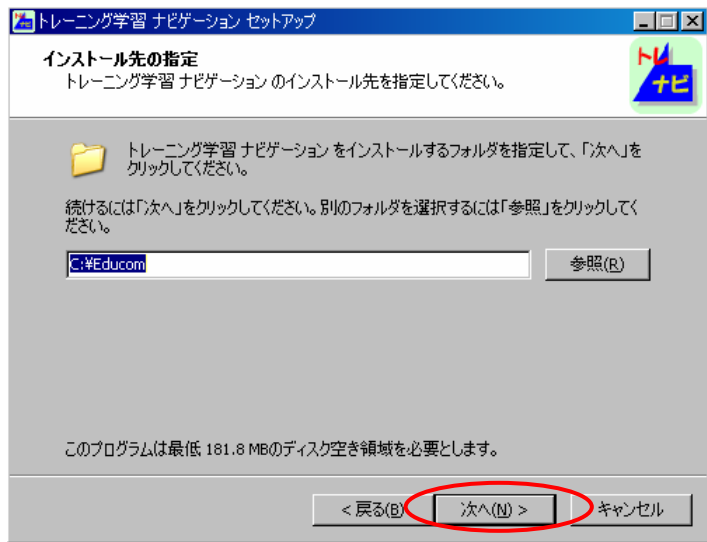 トレーニング学習 ナビゲーション セットアップ
インストール先の指定
トレーニング学習 ナビゲーション のインストール先を指定してください。
トレ
ナビ
トレーニング学習 ナビゲーション をインストールするフォルダを指定して、「次へ」を
クリックしてください。
続けるには「次へ」をクリックしてください。別のフォルダを選択するには「参照」をクリックしてく
ださい。
C:¥Educom
参照(R)
このプログラムは最低 181.8 MBのディスク空き領域を必要とします。
< 戻る(B)
次へ(N) >
キャンセル